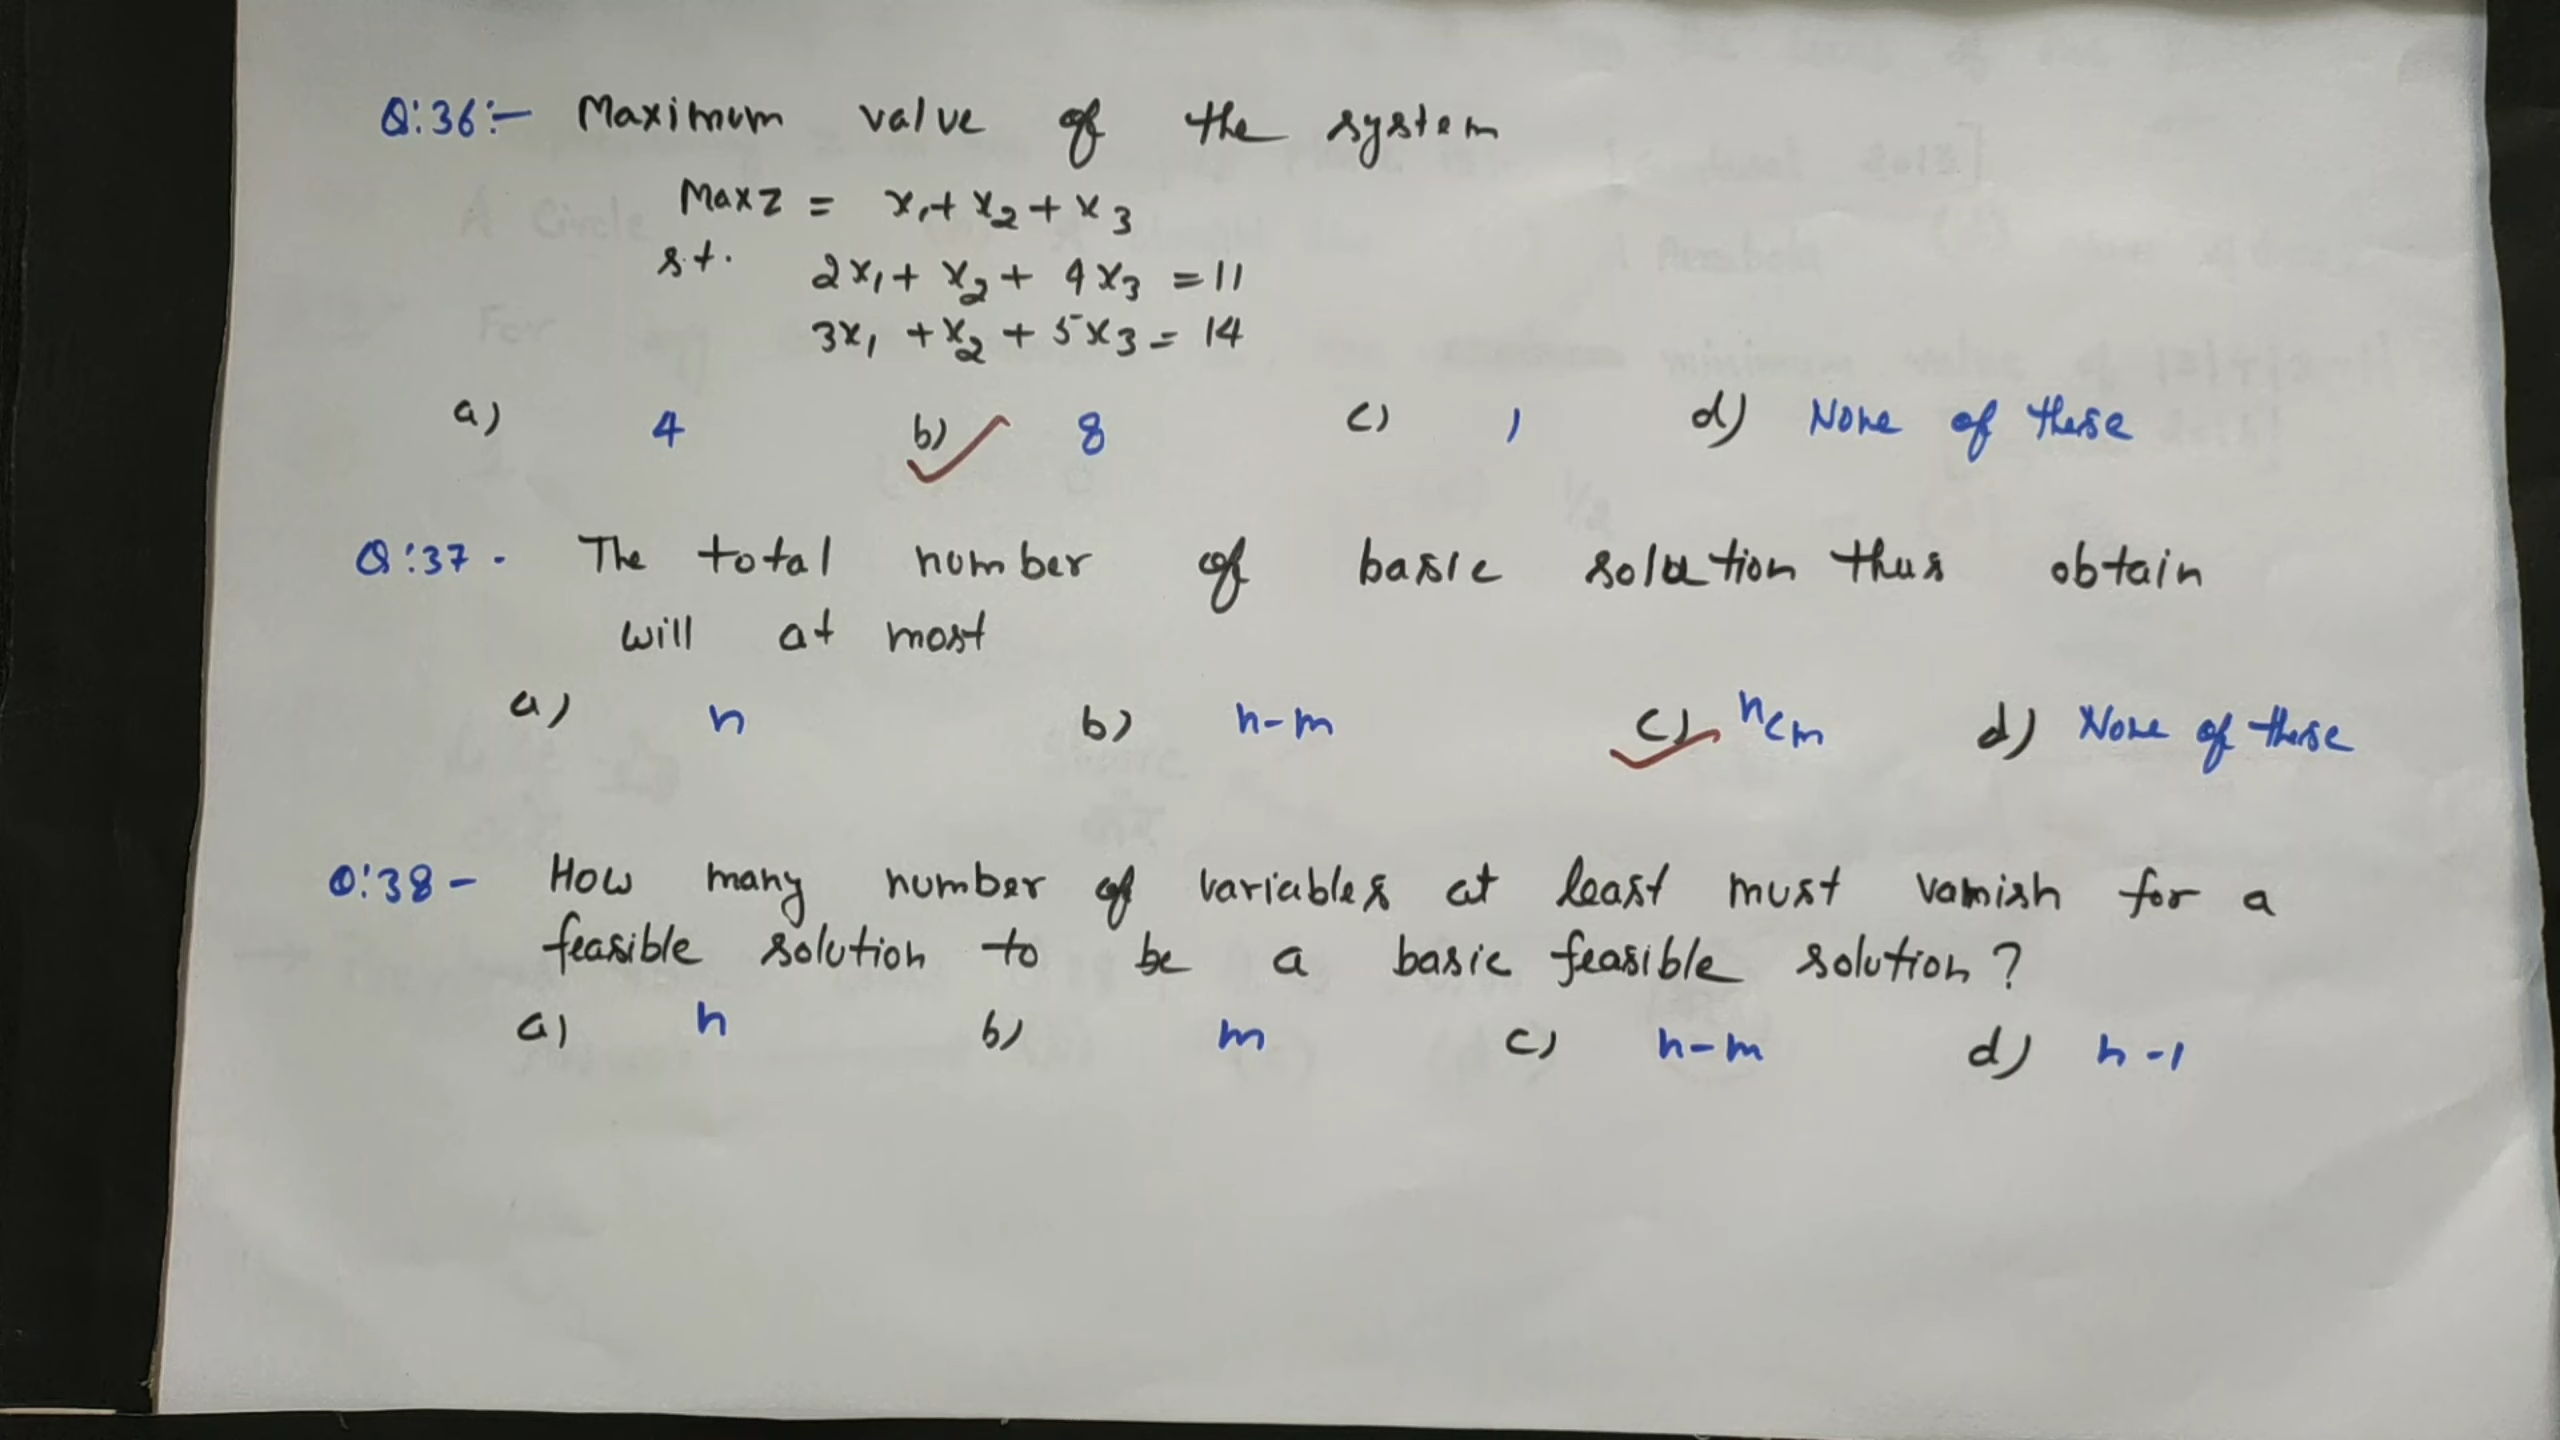 Q:36:- Maximum value of the system
Max Z = x₁ + x₂ + x₃
s.t. 2x₁ + x₂ + 4x₃ = 11
3x₁ + x₂ + 5x₃ = 14
a) 4 b) 8 c) 1 d) None of these
Q:37- The total number of basic solution thus obtain
will at most
a) n b) n-m c) ⁿCm d) None of these
Q:38- How many number of variables at least must vanish for a
feasible solution to be a basic feasible solution?
a) n b) m c) n-m d) n-1